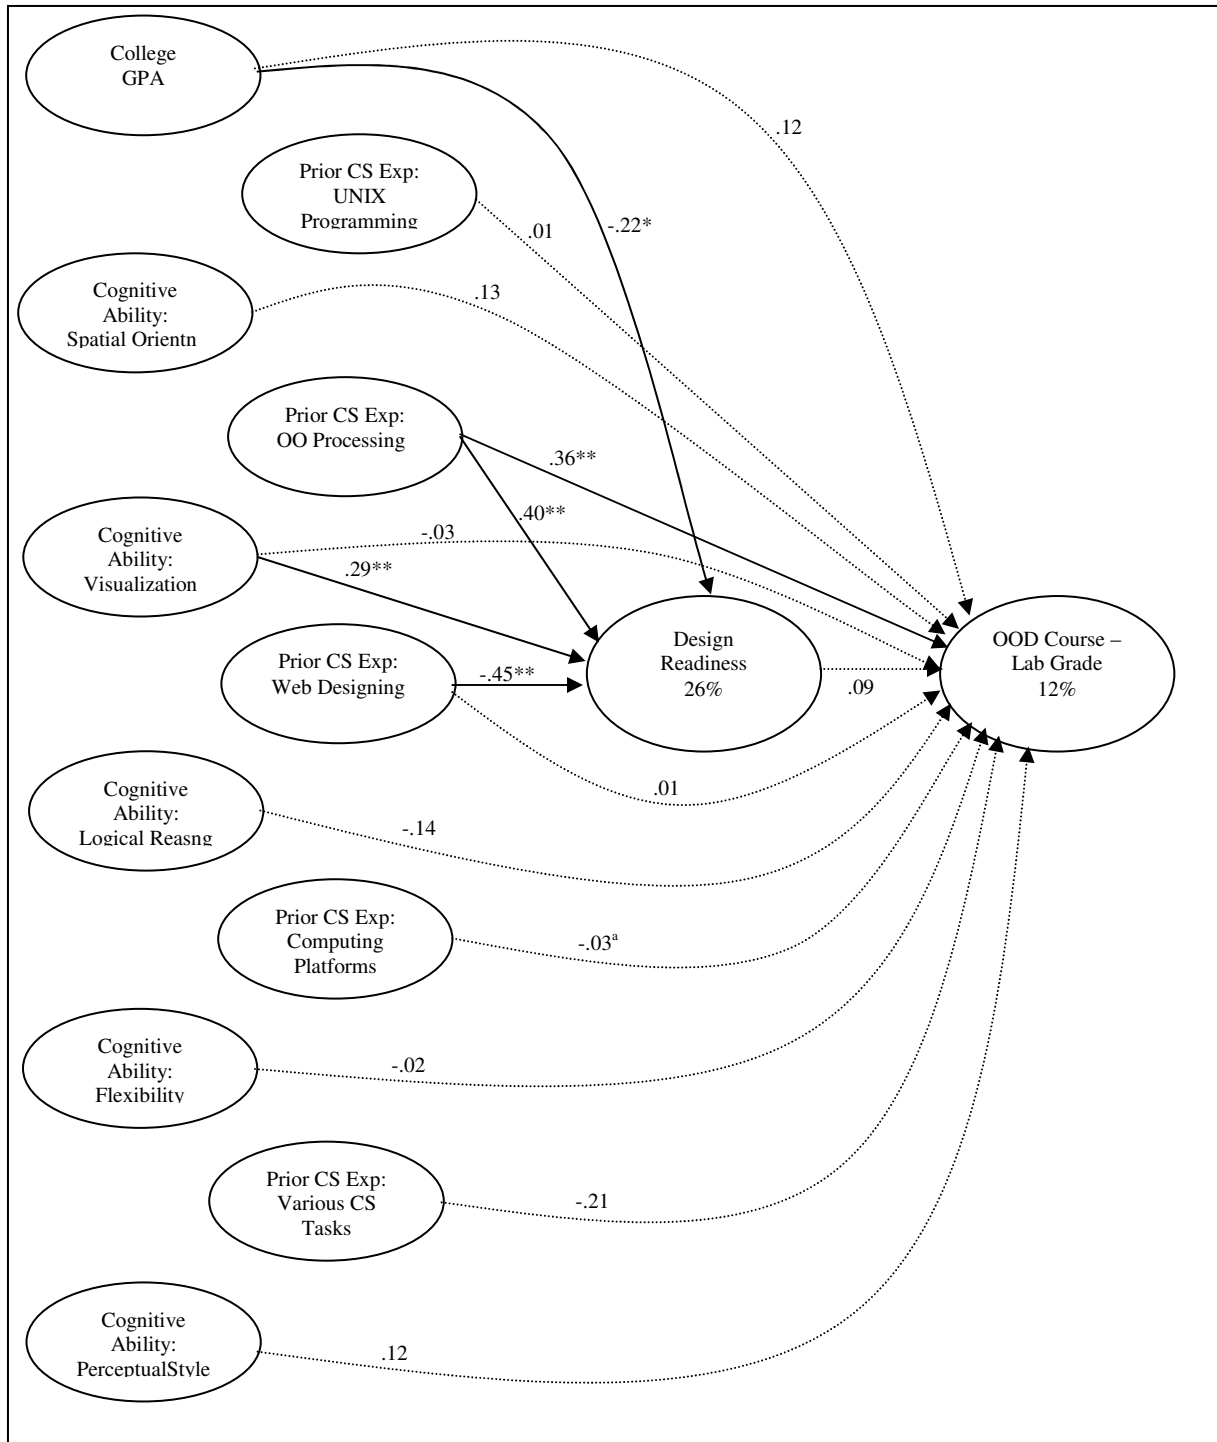 College
GPA
.12
Prior CS Exp:
UNIX
Programming
-.22*
.01
Cognitive
Ability:
Spatial Orientn
.13
Prior CS Exp:
OO Processing
.36**
.40**
Cognitive
Ability:
Visualization
-.03
.29**
Design
Readiness
26%
OOD Course –
Lab Grade
12%
.09
Prior CS Exp:
Web Designing
-.45**
.01
Cognitive
Ability:
Logical Reasng
-.14
Prior CS Exp:
Computing
Platforms
-.03ª
Cognitive
Ability:
Flexibility
-.02
Prior CS Exp:
Various CS
Tasks
-.21
Cognitive
Ability:
PerceptualStyle
.12